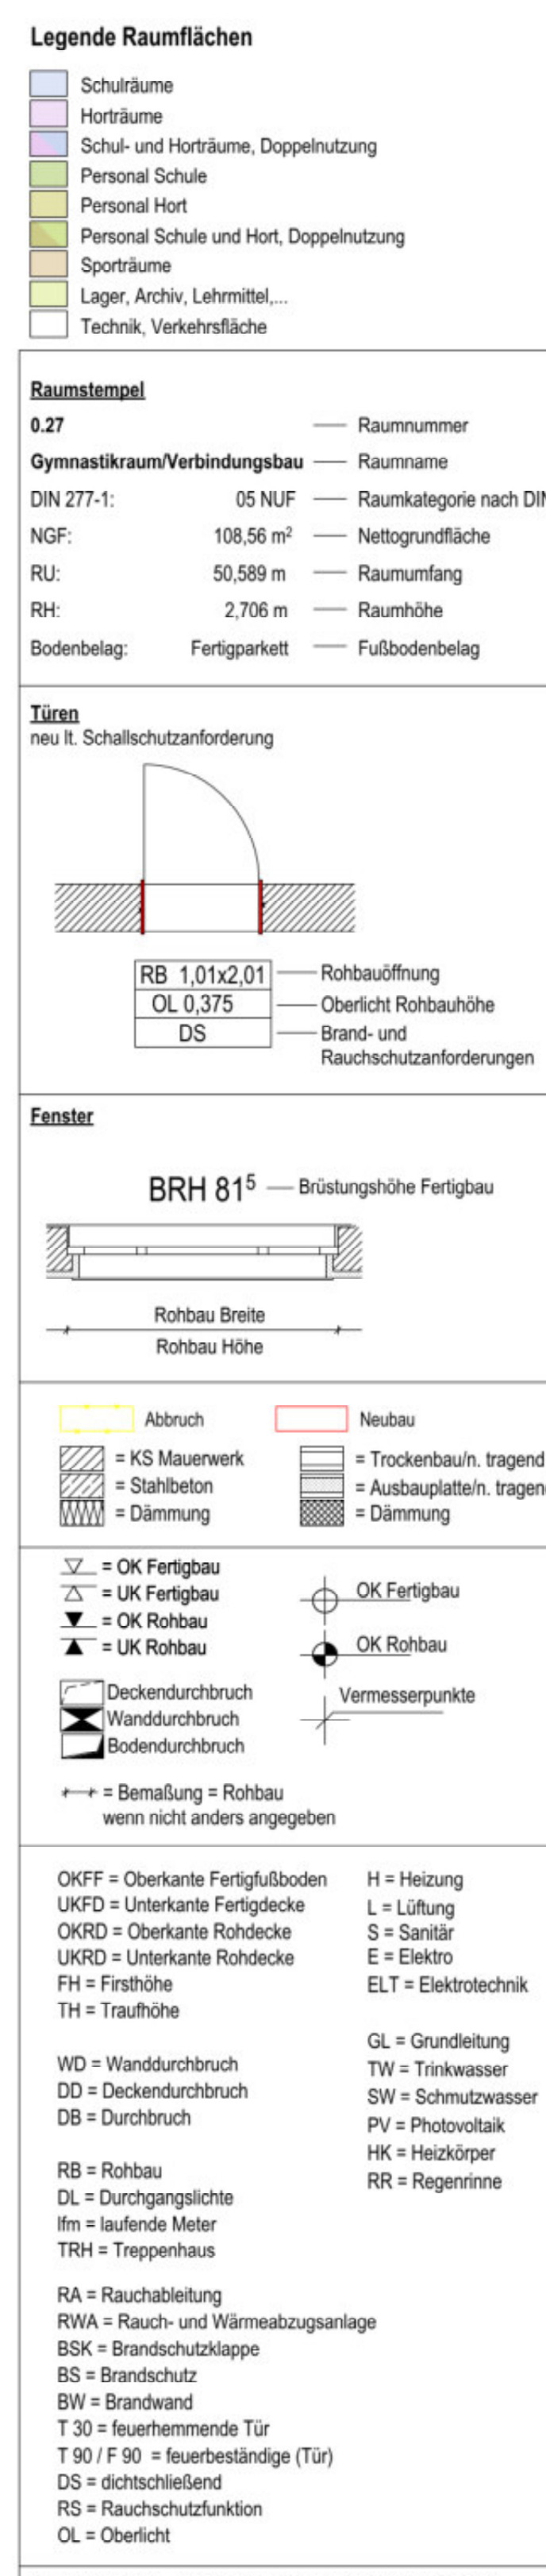 Legende Raumflächen
Schulräume
Horträume
Schul- und Horträume, Doppelnutzung
Personal Schule
Personal Hort
Personal Schule und Hort, Doppelnutzung
Sporträume
Lager, Archiv, Lehrmittel,...
Technik, Verkehrsfläche
Raumstempel
0.27 Raumnummer
Gymnastikraum/Verbindungsbau Raumname
DIN 277-1: 05 NUF Raumkategorie nach DIN
NGF: 108,56 m² Nettogrundfläche
RU: 50,589 m Raumumfang
RH: 2,706 m Raumhöhe
Bodenbelag: Fertigparkett Fußbodenbelag
Türen
neu lt. Schallschutzanforderung
RB 1,01x2,01 Rohbauöffnung
OL 0,375 Oberlicht Rohbauhöhe
DS Brand- und
Rauchschutzanforderungen
Fenster
BRH 81⁵ Brüstungshöhe Fertigbau
Rohbau Breite
Rohbau Höhe
Abbruch Neubau
= KS Mauerwerk = Trockenbau/n. tragend
= Stahlbeton = Ausbauplatte/n. tragend
= Dämmung = Dämmung
= OK Fertigbau
= UK Fertigbau OK Fertigbau
= OK Rohbau
= UK Rohbau OK Rohbau
Deckendurchbruch Vermesserpunkte
Wanddurchbruch
Bodendurchbruch
= Bemaßung = Rohbau
wenn nicht anders angegeben
OKFF = Oberkante Fertigfußboden
UKFD = Unterkante Fertigdecke
OKRD = Oberkante Rohdecke
UKRD = Unterkante Rohdecke
FH = Firsthöhe
TH = Traufhöhe
WD = Wanddurchbruch
DD = Deckendurchbruch
DB = Durchbruch
RB = Rohbau
DL = Durchgangslichte
lfm = laufende Meter
TRH = Treppenhaus
RA = Rauchableitung
RWA = Rauch- und Wärmeabzugsanlage
BSK = Brandschutzklappe
BS = Brandschutz
BW = Brandwand
T 30 = feuerhemmende Tür
T 90 / F 90 = feuerbeständige (Tür)
DS = dichtschließend
RS = Rauchschutzfunktion
OL = Oberlicht
H = Heizung
L = Lüftung
S = Sanitär
E = Elektro
ELT = Elektrotechnik
GL = Grundleitung
TW = Trinkwasser
SW = Schmutzwasser
PV = Photovoltaik
HK = Heizkörper
RR = Regenrinne